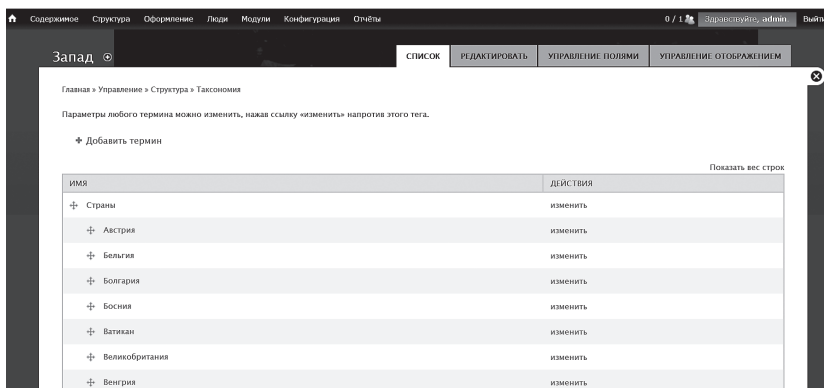 Содержимое Структура Оформление Люди Модули Конфигурация Отчёты 0 / 1 Здравствуйте, admin. Выйти
Запад СПИСОК РЕДАКТИРОВАТЬ УПРАВЛЕНИЕ ПОЛЯМИ УПРАВЛЕНИЕ ОТОБРАЖЕНИЕМ
Главная » Управление » Структура » Таксономия
Параметры любого термина можно изменить, нажав ссылку «изменить» напротив этого тега.
+ Добавить термин
Показать вес строк
ИМЯ ДЕЙСТВИЯ
Страны изменить
Австрия изменить
Бельгия изменить
Болгария изменить
Босния изменить
Ватикан изменить
Великобритания изменить
Венгрия изменить